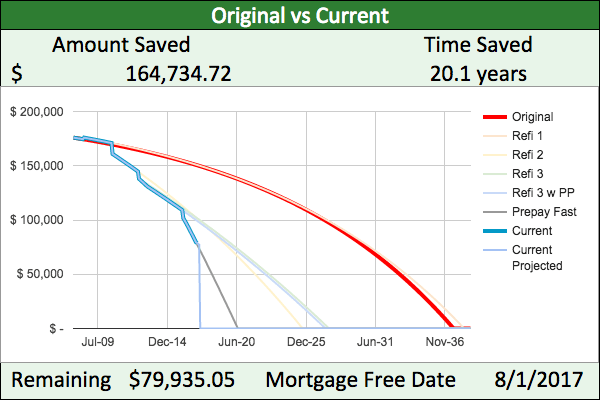 Original vs Current
Amount Saved Time Saved
$ 164,734.72 20.1 years
$ 200,000
$ 150,000
$ 100,000
$ 50,000
$ -
Jul-09 Dec-14 Jun-20 Dec-25 Jun-31 Nov-36
Original
Refi 1
Refi 2
Refi 3
Refi 3 w PP
Prepay Fast
Current
Current
Projected
Remaining $79,935.05 Mortgage Free Date 8/1/2017